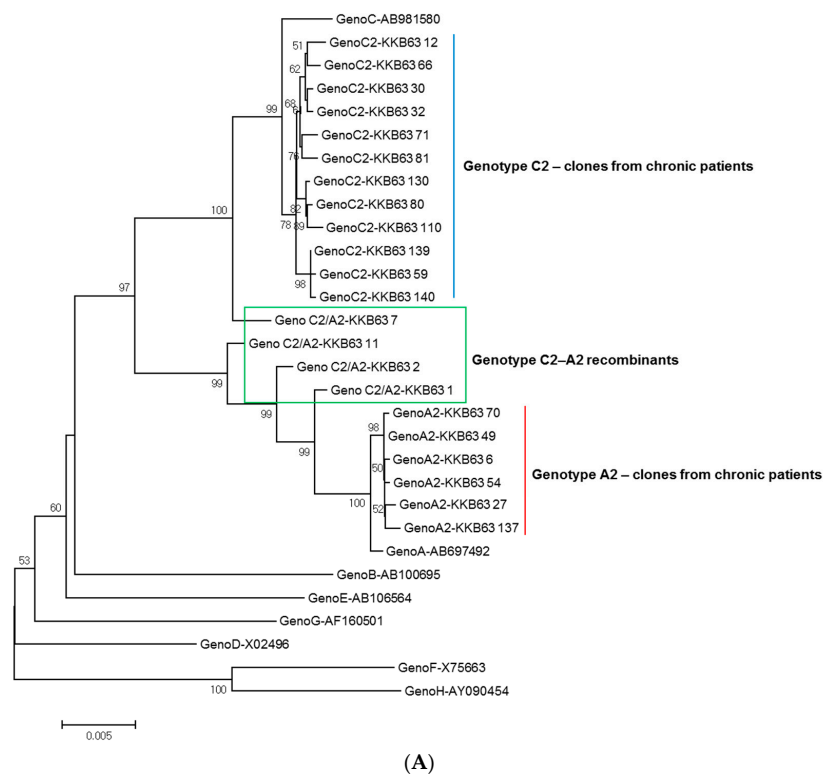 GenoC-AB981580
51
GenoC2-KKB63 12
62
GenoC2-KKB63 66
GenoC2-KKB63 30
68
99
GenoC2-KKB63 32
GenoC2-KKB63 71
76
GenoC2-KKB63 81
Genotype C2 – clones from chronic patients
GenoC2-KKB63 130
82
GenoC2-KKB63 80
100
78
89
GenoC2-KKB63 110
GenoC2-KKB63 139
GenoC2-KKB63 59
98
97
GenoC2-KKB63 140
Geno C2/A2-KKB63 7
Geno C2/A2-KKB63 11
Genotype C2–A2 recombinants
Geno C2/A2-KKB63 2
99
Geno C2/A2-KKB63 1
99
GenoA2-KKB63 70
98
GenoA2-KKB63 49
99
GenoA2-KKB63 6
50
Genotype A2 – clones from chronic patients
GenoA2-KKB63 54
100
GenoA2-KKB63 27
52
60
GenoA2-KKB63 137
GenoA-AB697492
53
GenoB-AB100695
GenoE-AB106564
GenoG-AF160501
GenoD-X02496
GenoF-X75663
100
GenoH-AY090454
0.005
(A)